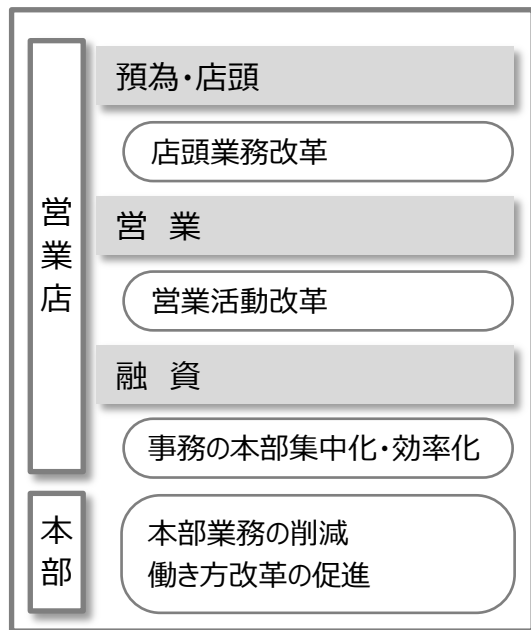 営業店
預為・店頭
店頭業務改革
営 業
営業活動改革
融 資
事務の本部集中化・効率化
本部
本部業務の削減
働き方改革の促進